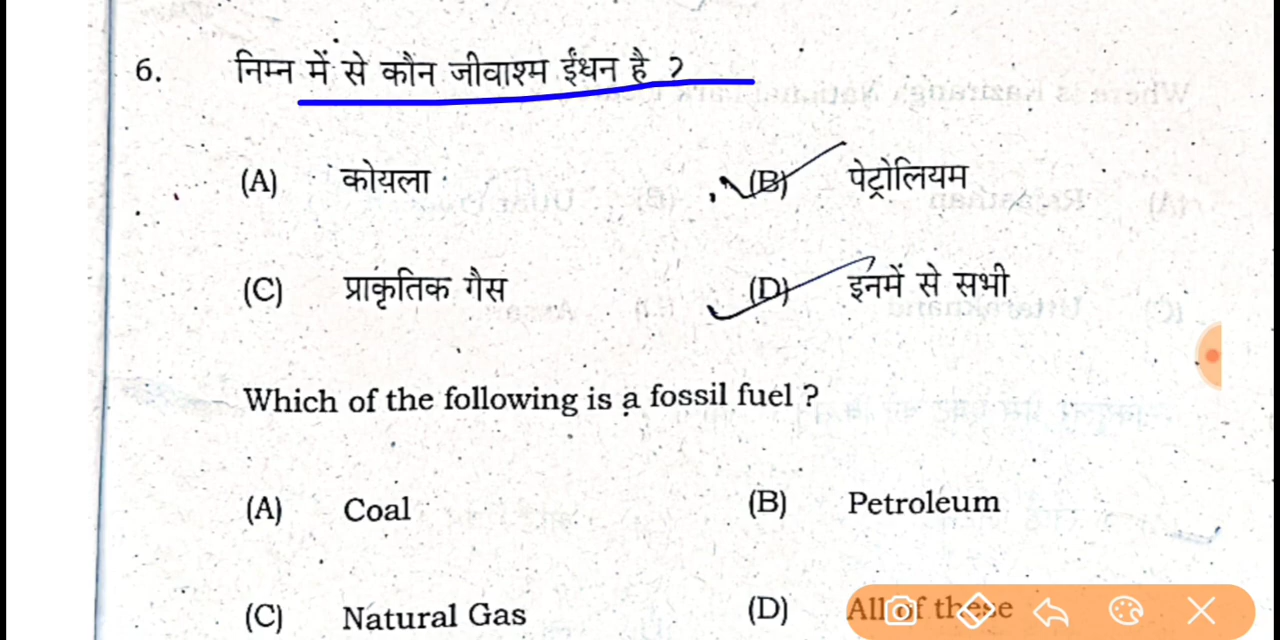 6. निम्न में से कौन जीवाश्म ईंधन है ?
(A) कोयला (B) पेट्रोलियम
(C) प्राकृतिक गैस (D) इनमें से सभी
Which of the following is a fossil fuel ?
(A) Coal (B) Petroleum
(C) Natural Gas (D) All of these